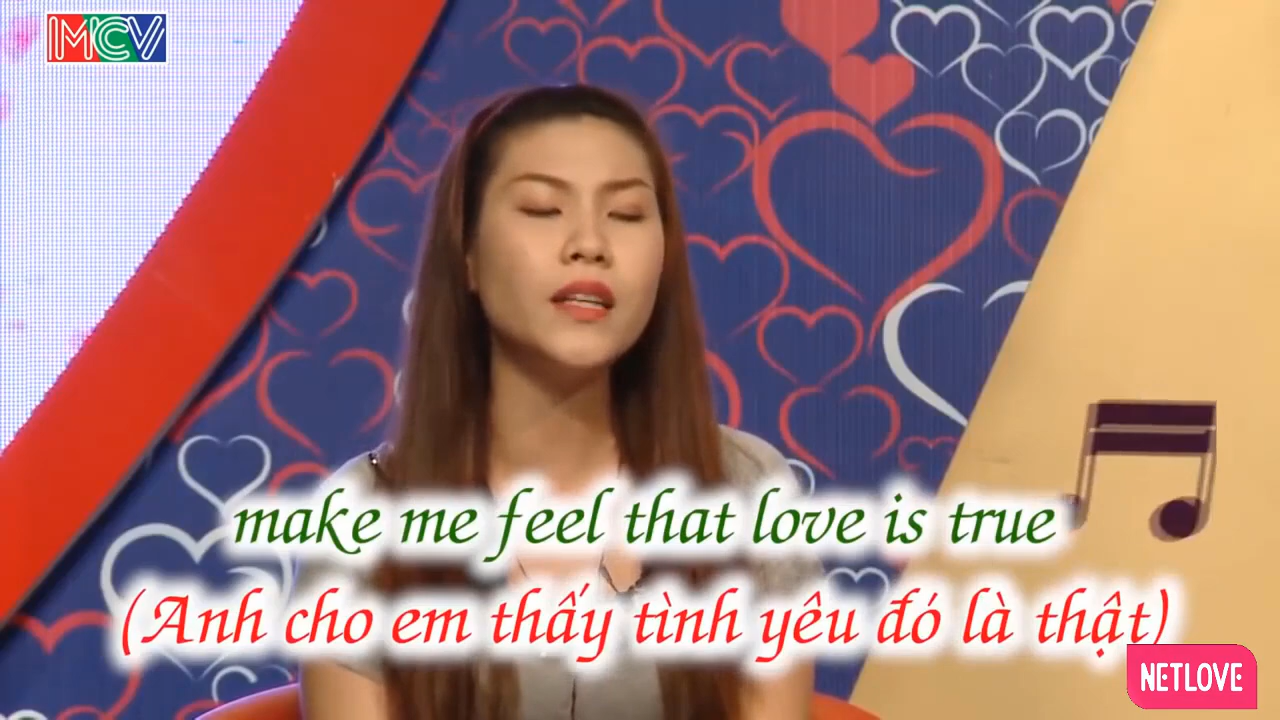 MCV
make me feel that love is true
(Anh cho em thấy tình yêu đó là thật)
NETLOVE